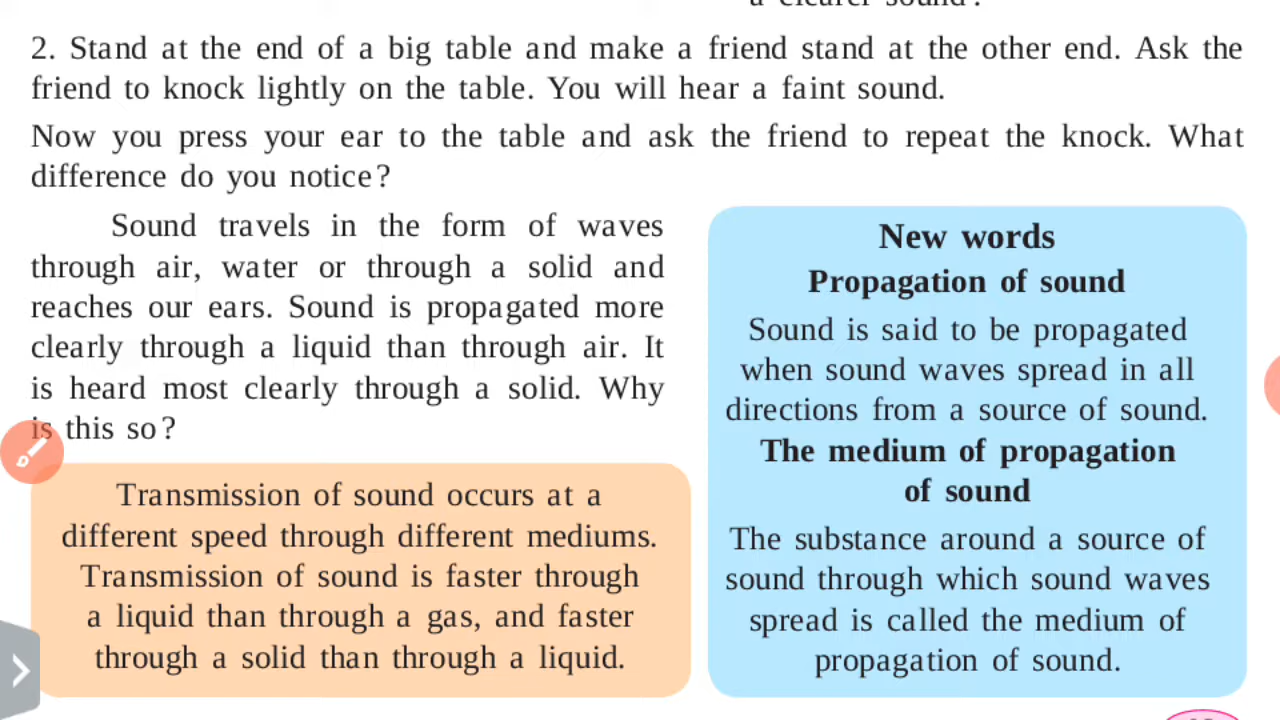 a clearer sound?
2. Stand at the end of a big table and make a friend stand at the other end. Ask the
friend to knock lightly on the table. You will hear a faint sound.
Now you press your ear to the table and ask the friend to repeat the knock. What
difference do you notice?
Sound travels in the form of waves
through air, water or through a solid and
reaches our ears. Sound is propagated more
clearly through a liquid than through air. It
is heard most clearly through a solid. Why
is this so?
Transmission of sound occurs at a
different speed through different mediums.
Transmission of sound is faster through
a liquid than through a gas, and faster
through a solid than through a liquid.
New words
Propagation of sound
Sound is said to be propagated
when sound waves spread in all
directions from a source of sound.
The medium of propagation
of sound
The substance around a source of
sound through which sound waves
spread is called the medium of
propagation of sound.